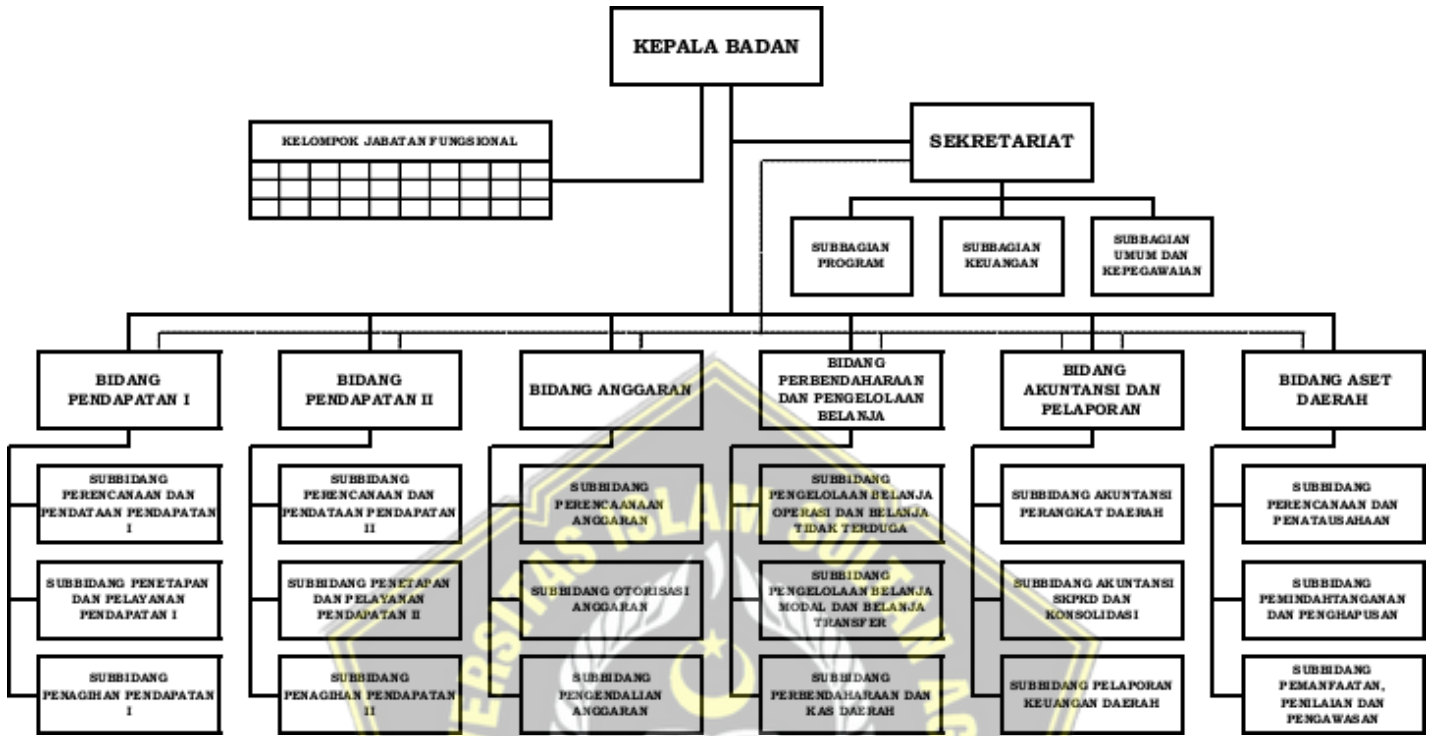 KEPALA BADAN
KELOMPOK JABATAN FUNGSIONAL
SEKRETARIAT
SUBBAGIAN
PROGRAM
SUBBAGIAN
KEUANGAN
SUBBAGIAN
UMUM DAN
KEPEGAWAIAN
BIDANG
PENDAPATAN I
BIDANG
PENDAPATAN II
BIDANG ANGGARAN
BIDANG
PERBENDAHARAAN
DAN PENGELOLAAN
BELANJA
BIDANG
AKUNTANSI DAN
PELAPORAN
BIDANG ASET
DAERAH
SUBBIDANG
PERENCANAAN DAN
PENDATAAN PENDAPATAN
I
SUBBIDANG
PERENCANAAN DAN
PENDATAAN PENDAPATAN
II
SUBBIDANG
PERENCAANAAN
ANGGARAN
SUBBIDANG
PENGELOLAAN BELANJA
OPERASI DAN BELANJA
TIDAK TERDUGA
SUBBIDANG AKUNTANSI
PERANGKAT DAERAH
SUBBIDANG
PERENCANAAN DAN
PENATAUSAHAAN
SUBBIDANG PENETAPAN
DAN PELAYANAN
PENDAPATAN I
SUBBIDANG PENETAPAN
DAN PELAYANAN
PENDAPATAN II
SUBBIDANG OTORISASI
ANGGARAN
SUBBIDANG
PENGELOLAAN BELANJA
MODAL DAN BELANJA
TRANSFER
SUBBIDANG AKUNTANSI
SKPKD DAN
KONSOLIDASI
SUBBIDANG
PEMINDAHTANGANAN
DAN PENGHAPUSAN
SUBBIDANG
PENAGIHAN PENDAPATAN
I
SUBBIDANG
PENAGIHAN PENDAPATAN
II
SUBBIDANG
PENGENDALIAN
ANGGARAN
SUBBIDANG
PERBENDAHARAAN DAN
KAS DAERAH
SUBBIDANG PELAPORAN
KEUANGAN DAERAH
SUBBIDANG
PEMANFAATAN,
PENILAIAN DAN
PENGAWASAN
ERSITAS ISLAM SULTAN AG